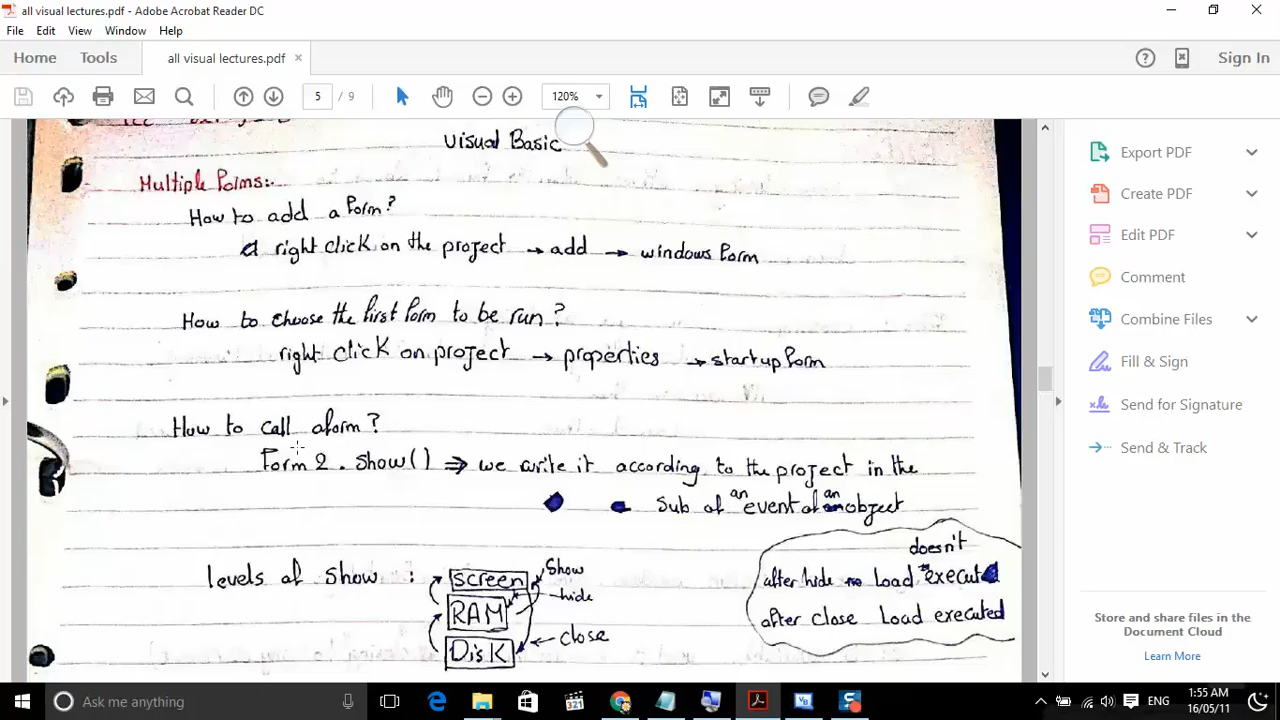 all visual lectures.pdf - Adobe Acrobat Reader DC
File Edit View Window Help
Home Tools all visual lectures.pdf × Sign In
5 / 9 120%
Visual Basic
Multiple Forms:-
How to add a form?
right click on the project → add → windows form
How to choose the first form to be run?
right click on project → properties → startup form
How to call a form?
Form 2 . Show( ) ⇒ we write it according to the project in the
Sub of an event of an object
levels of show :
screen
RAM
Disk
Show
hide
close
doesn't
after hide Load executed
after close Load executed
Export PDF
Create PDF
Edit PDF
Comment
Combine Files
Fill & Sign
Send for Signature
Send & Track
Store and share files in the
Document Cloud
Learn More
Ask me anything
ENG
1:55 AM
16/05/11